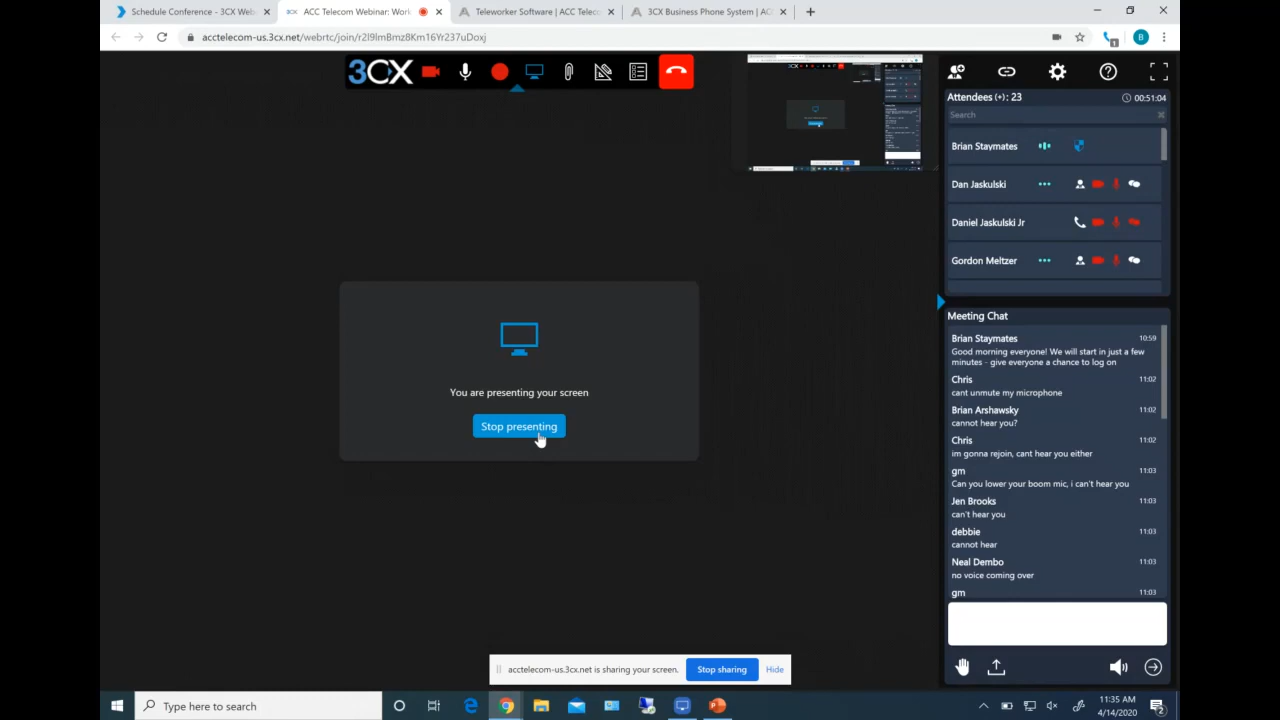 Schedule Conference - 3CX Web
ACC Telecom Webinar: Work
Teleworker Software | ACC Teleco
3CX Business Phone System | AC
acctelecom-us.3cx.net/webrtc/join/r2l9lmBmz8Km16Yr237uDoxj
B
3CX
1
Attendees (+): 23
00:51:04
Search
Brian Staymates
Dan Jaskulski
Daniel Jaskulski Jr
Gordon Meltzer
You are presenting your screen
Stop presenting
Meeting Chat
Brian Staymates 10:59
Good morning everyone! We will start in just a few
minutes - give everyone a chance to log on
Chris 11:02
cant unmute my microphone
Brian Arshawsky 11:02
cannot hear you?
Chris 11:02
im gonna rejoin, cant hear you either
gm 11:03
Can you lower your boom mic, i can't hear you
Jen Brooks 11:03
can't hear you
debbie 11:03
cannot hear
Neal Dembo 11:03
no voice coming over
gm 11:03
acctelecom-us.3cx.net is sharing your screen.
Stop sharing
Hide
Type here to search
11:35 AM
4/14/2020
2